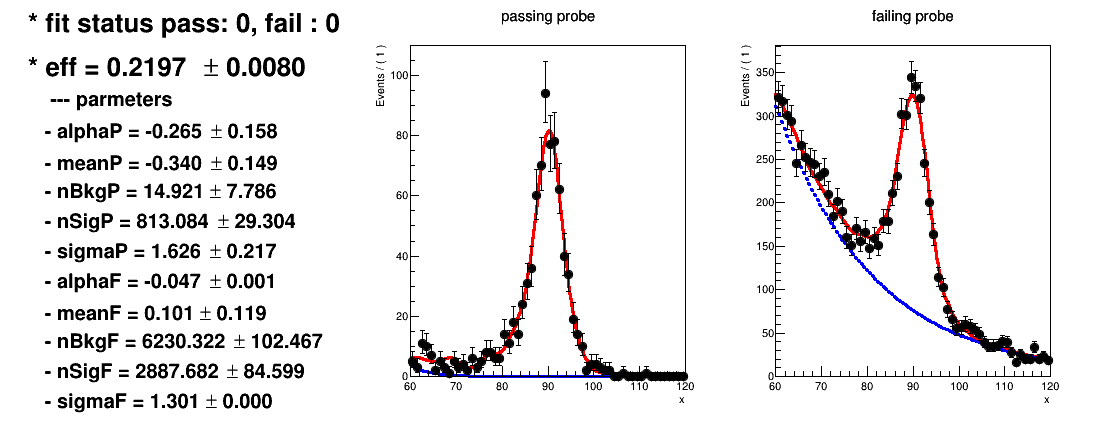 * fit status pass: 0, fail : 0
* eff = 0.2197 ± 0.0080
--- parmeters
- alphaP = -0.265 ± 0.158
- meanP = -0.340 ± 0.149
- nBkgP = 14.921 ± 7.786
- nSigP = 813.084 ± 29.304
- sigmaP = 1.626 ± 0.217
- alphaF = -0.047 ± 0.001
- meanF = 0.101 ± 0.119
- nBkgF = 6230.322 ± 102.467
- nSigF = 2887.682 ± 84.599
- sigmaF = 1.301 ± 0.000
passing probe
Events / ( 1 )
100
80
60
40
20
0
60 70 80 90 100 110 120
x
failing probe
Events / ( 1 )
350
300
250
200
150
100
50
0
60 70 80 90 100 110 120
x